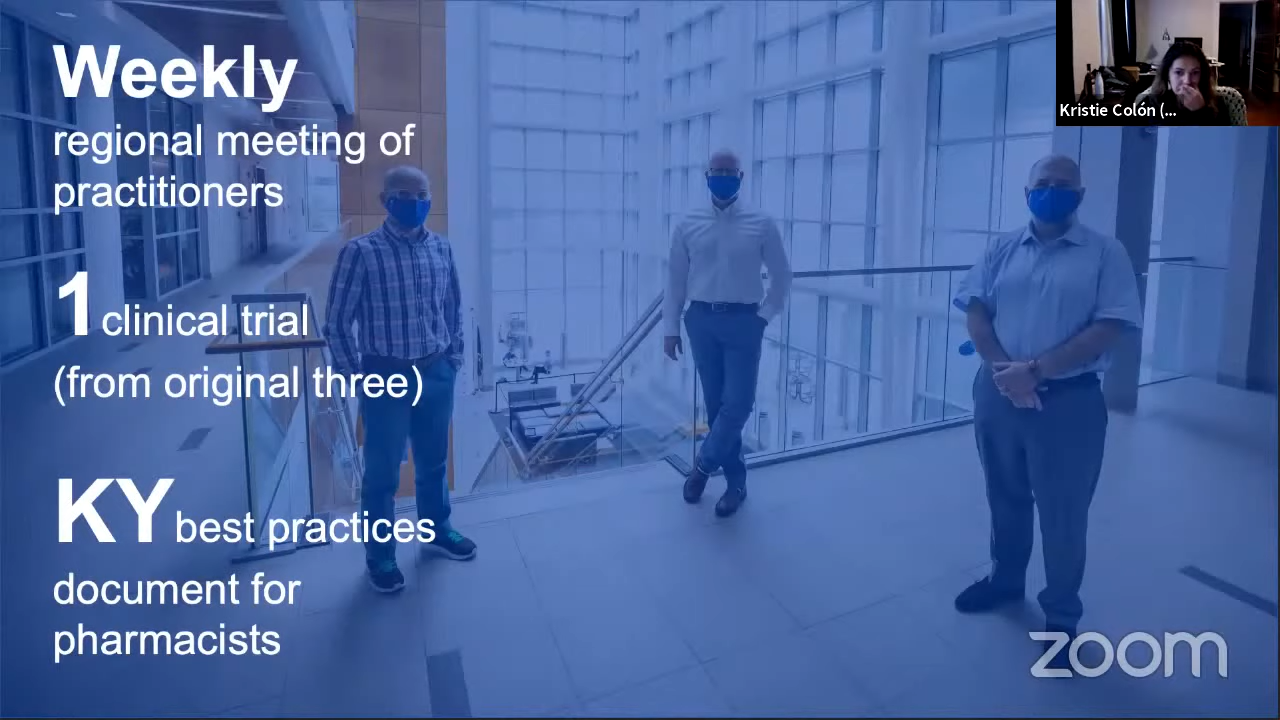 Weekly
regional meeting of
practitioners
1 clinical trial
(from original three)
KY best practices
document for
pharmacists
Kristie Colón (...
zoom